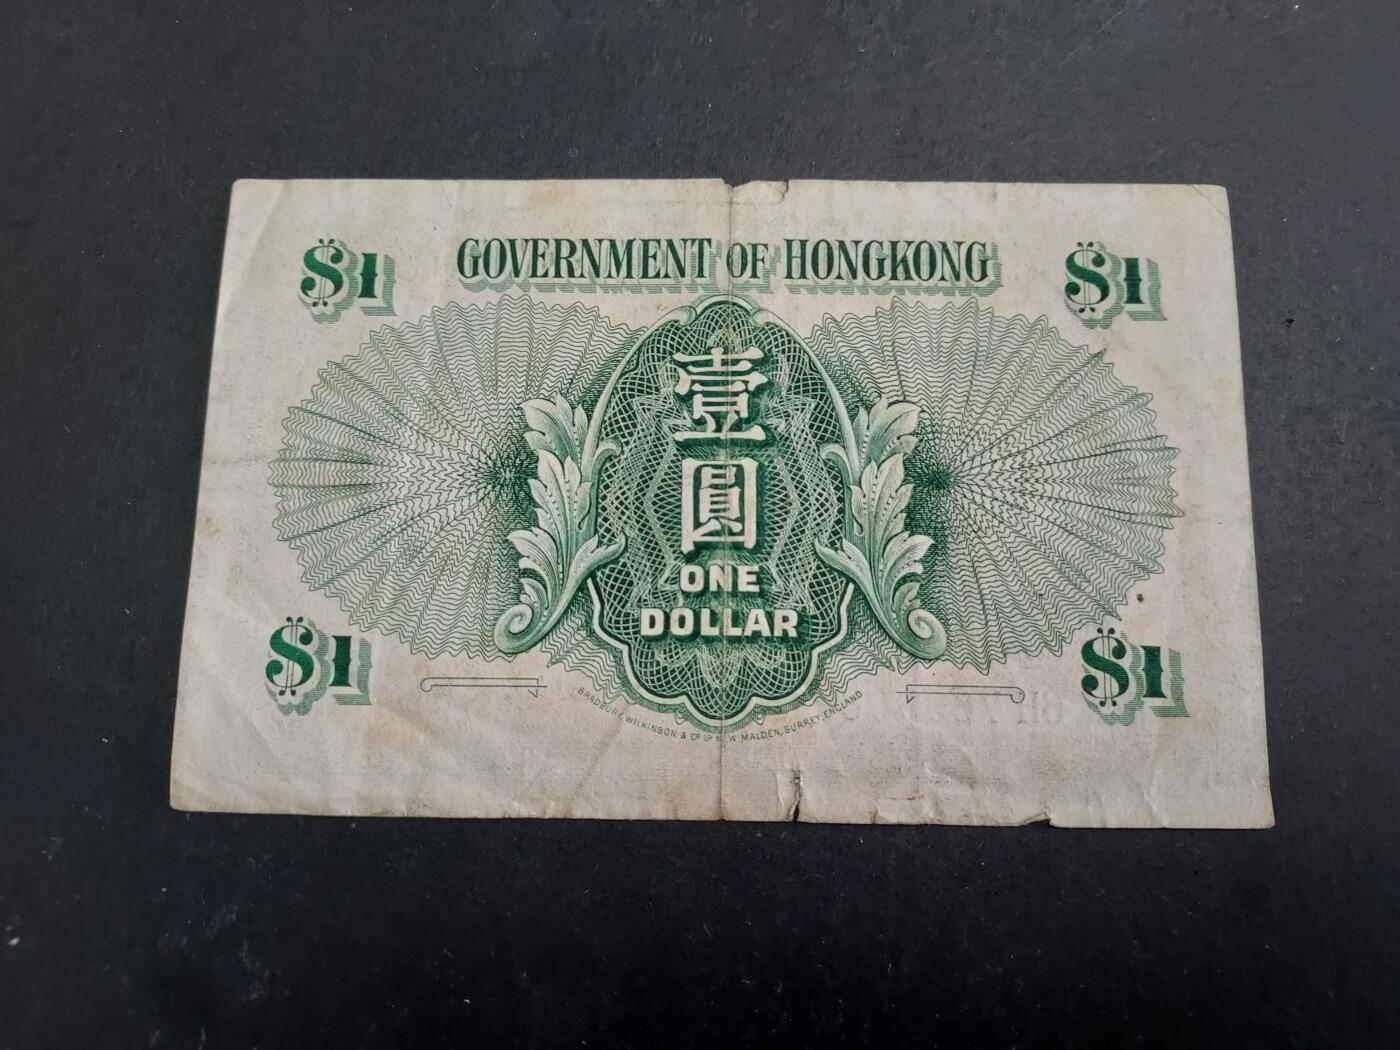 $1 GOVERNMENT OF HONGKONG $1
壹
圓
ONE
DOLLAR
$1 $1
BRADBURY, WILKINSON & Cº Lᴰ NEW MALDEN, SURREY, ENGLAND